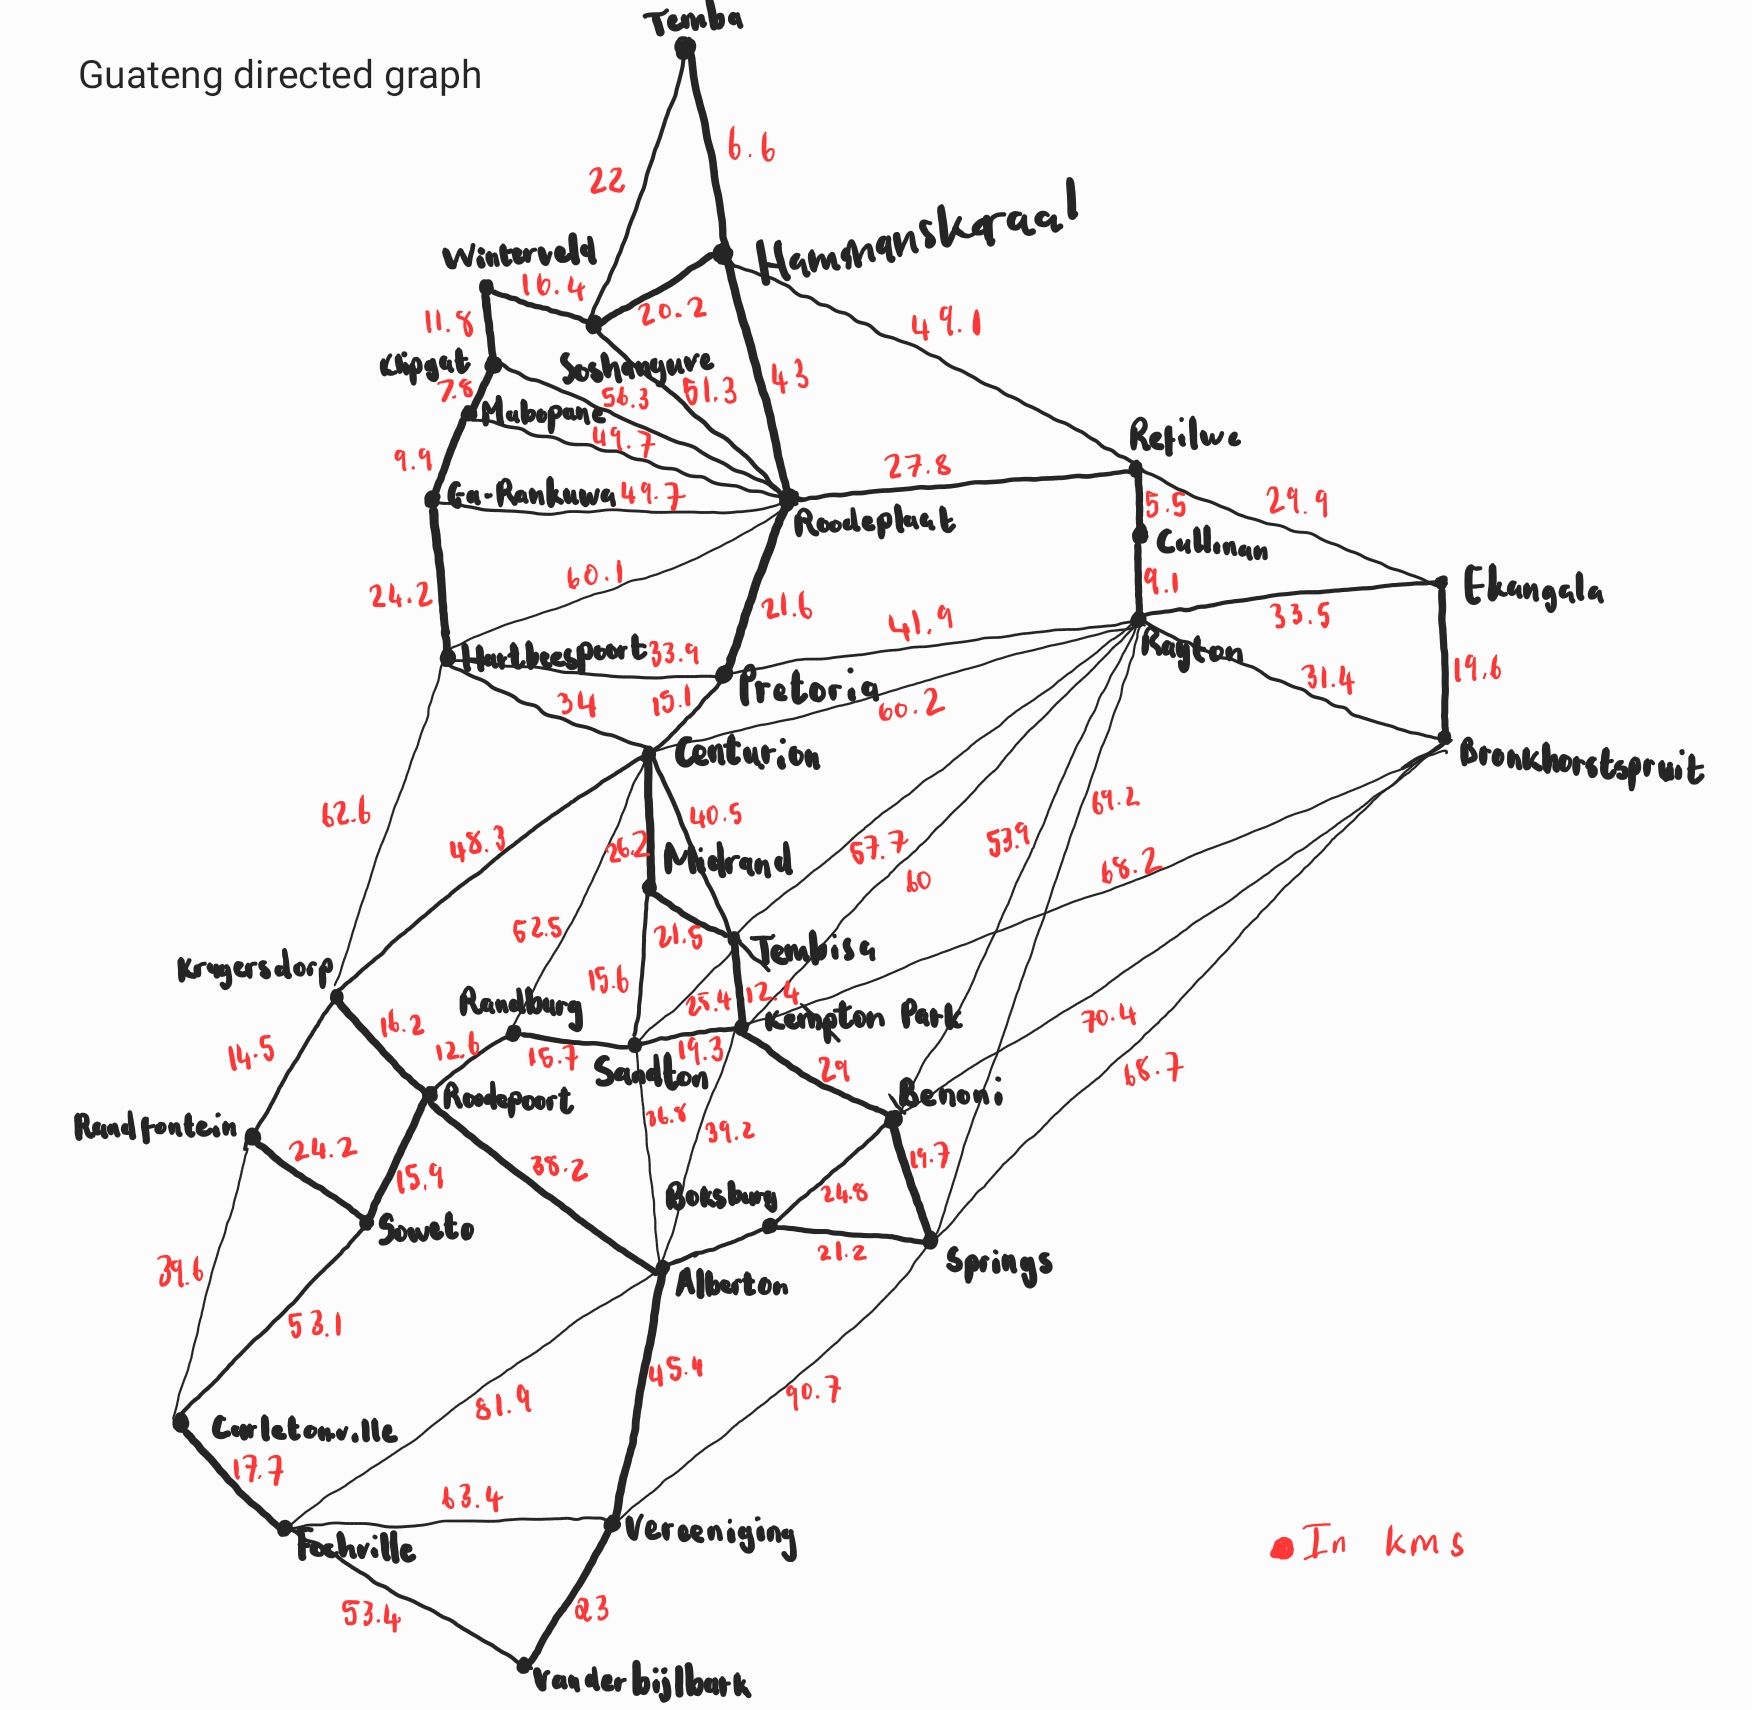 Temba
Guateng directed graph
6.6
22
Hammanskraal
Winterveld
16.4
20.2
11.8
49.1
Klipgat
Soshanguve
43
7.8
56.3
51.3
Mabopane
49.7
Refilwe
9.9
27.8
Ga-Rankuwa
49.7
5.5
29.9
Roodeplaat
Cullinan
60.1
9.1
Ekangala
24.2
21.6
41.9
33.5
Hartbeespoort
33.9
Rayton
31.4
19.6
Pretoria
34
15.1
60.2
Centurion
Bronkhorstspruit
62.6
40.5
69.2
48.3
26.2
Midrand
57.7
53.9
60
68.2
52.5
21.5
Tembisa
Krugersdorp
15.6
Randburg
25.4
12.4
Kempton Park
16.2
70.4
14.5
12.6
15.7
19.3
Sandton
29
68.7
Roodepoort
Benoni
36.8
39.2
Randfontein
24.2
38.2
19.7
15.9
Boksburg
24.8
Soweto
21.2
39.6
Springs
Alberton
53.1
45.4
81.9
90.7
Carletonville
17.7
63.4
Fochville
Vereeniging
In kms
53.4
23
Vanderbijlbark